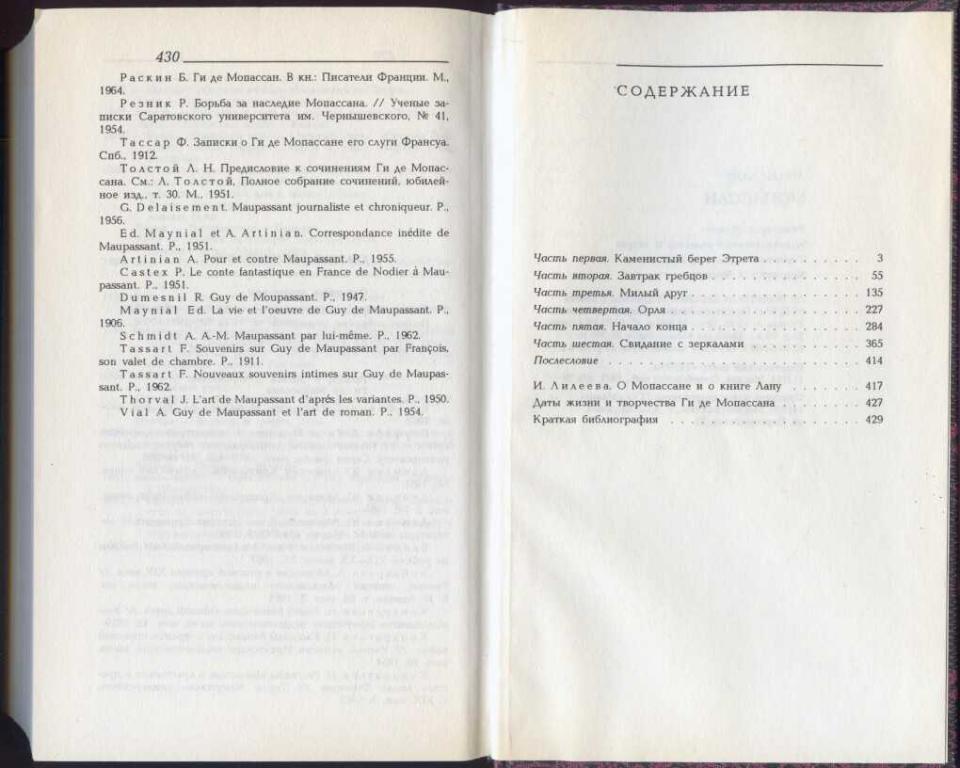 430
Раскин Б. Ги де Мопассан. В кн.: Писатели Франции. М.,
1964.
Резник Р. Борьба за наследие Мопассана. // Ученые за-
писки Саратовского университета им. Чернышевского, № 41,
1954.
Тассар Ф. Записки о Ги де Мопассане его слуги Франсуа.
Спб., 1912.
Толстой Л. Н. Предисловие к сочинениям Ги де Мопас-
сана. См.: Л. Толстой, Полное собрание сочинений, юбилей-
ное изд., т. 30. М., 1951.
G. Delaisement. Maupassant journaliste et chroniqueur. P.,
1956.
Ed. Maynial et A. Artinian. Correspondance inédite de
Maupassant. P., 1951.
Artinian A. Pour et contre Maupassant. P., 1955.
Castex P. Le conte fantastique en France de Nodier à Mau-
passant. P., 1951.
Dumesnil R. Guy de Moupassant. P., 1947.
Maynial Ed. La vie et l'oeuvre de Guy de Maupassant. P.,
1906.
Schmidt A. A.-M. Maupassant par lui-même. P., 1962.
Tassart F. Souvenirs sur Guy de Maupassant par François,
son valet de chambre. P., 1911.
Tassart F. Nouveaux souvenirs intimes sur Guy de Maupas-
sant. P., 1962.
Thorval J. L'art de Maupassant d'aprés les variantes. P., 1950.
Vial A. Guy de Maupassant et l'art de roman. P., 1954.
СОДЕРЖАНИЕ
Часть первая. Каменистый берег Этрета . . . . . . . . . . 3
Часть вторая. Завтрак гребцов . . . . . . . . . . . . . . 55
Часть третья. Милый друг . . . . . . . . . . . . . . . . 135
Часть четвертая. Орля . . . . . . . . . . . . . . . . . . 227
Часть пятая. Начало конца . . . . . . . . . . . . . . . . 284
Часть шестая. Свидание с зеркалами . . . . . . . . . . . 365
Послесловие . . . . . . . . . . . . . . . . . . . . . . . 414
И. Лилеева. О Мопассане и о книге Лану . . . . . . . 417
Даты жизни и творчества Ги де Мопассана . . . . . . . 427
Краткая библиография . . . . . . . . . . . . . . . . . . 429